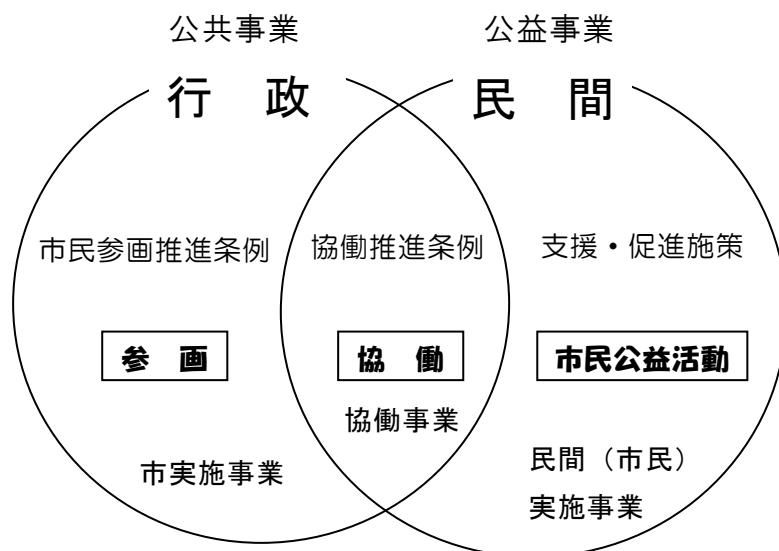 公共事業
公益事業
行　政
民　間
市民参画推進条例
協働推進条例
支援・促進施策
参　画
協　働
市民公益活動
協働事業
市実施事業
民間（市民）
実施事業